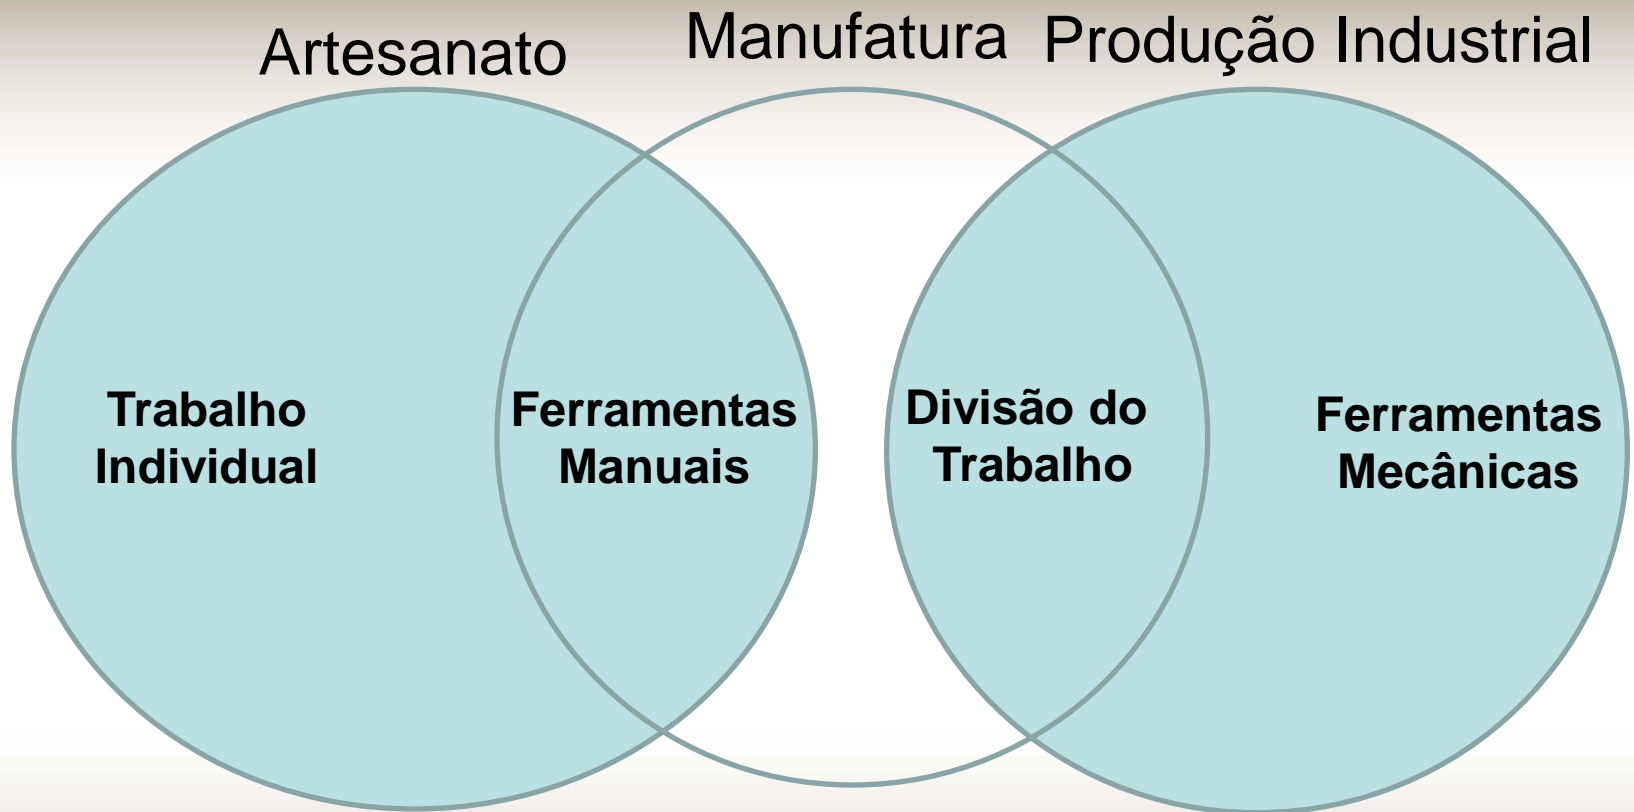 Artesanato
Manufatura
Produção Industrial
Trabalho
Individual
Ferramentas
Manuais
Divisão do
Trabalho
Ferramentas
Mecânicas